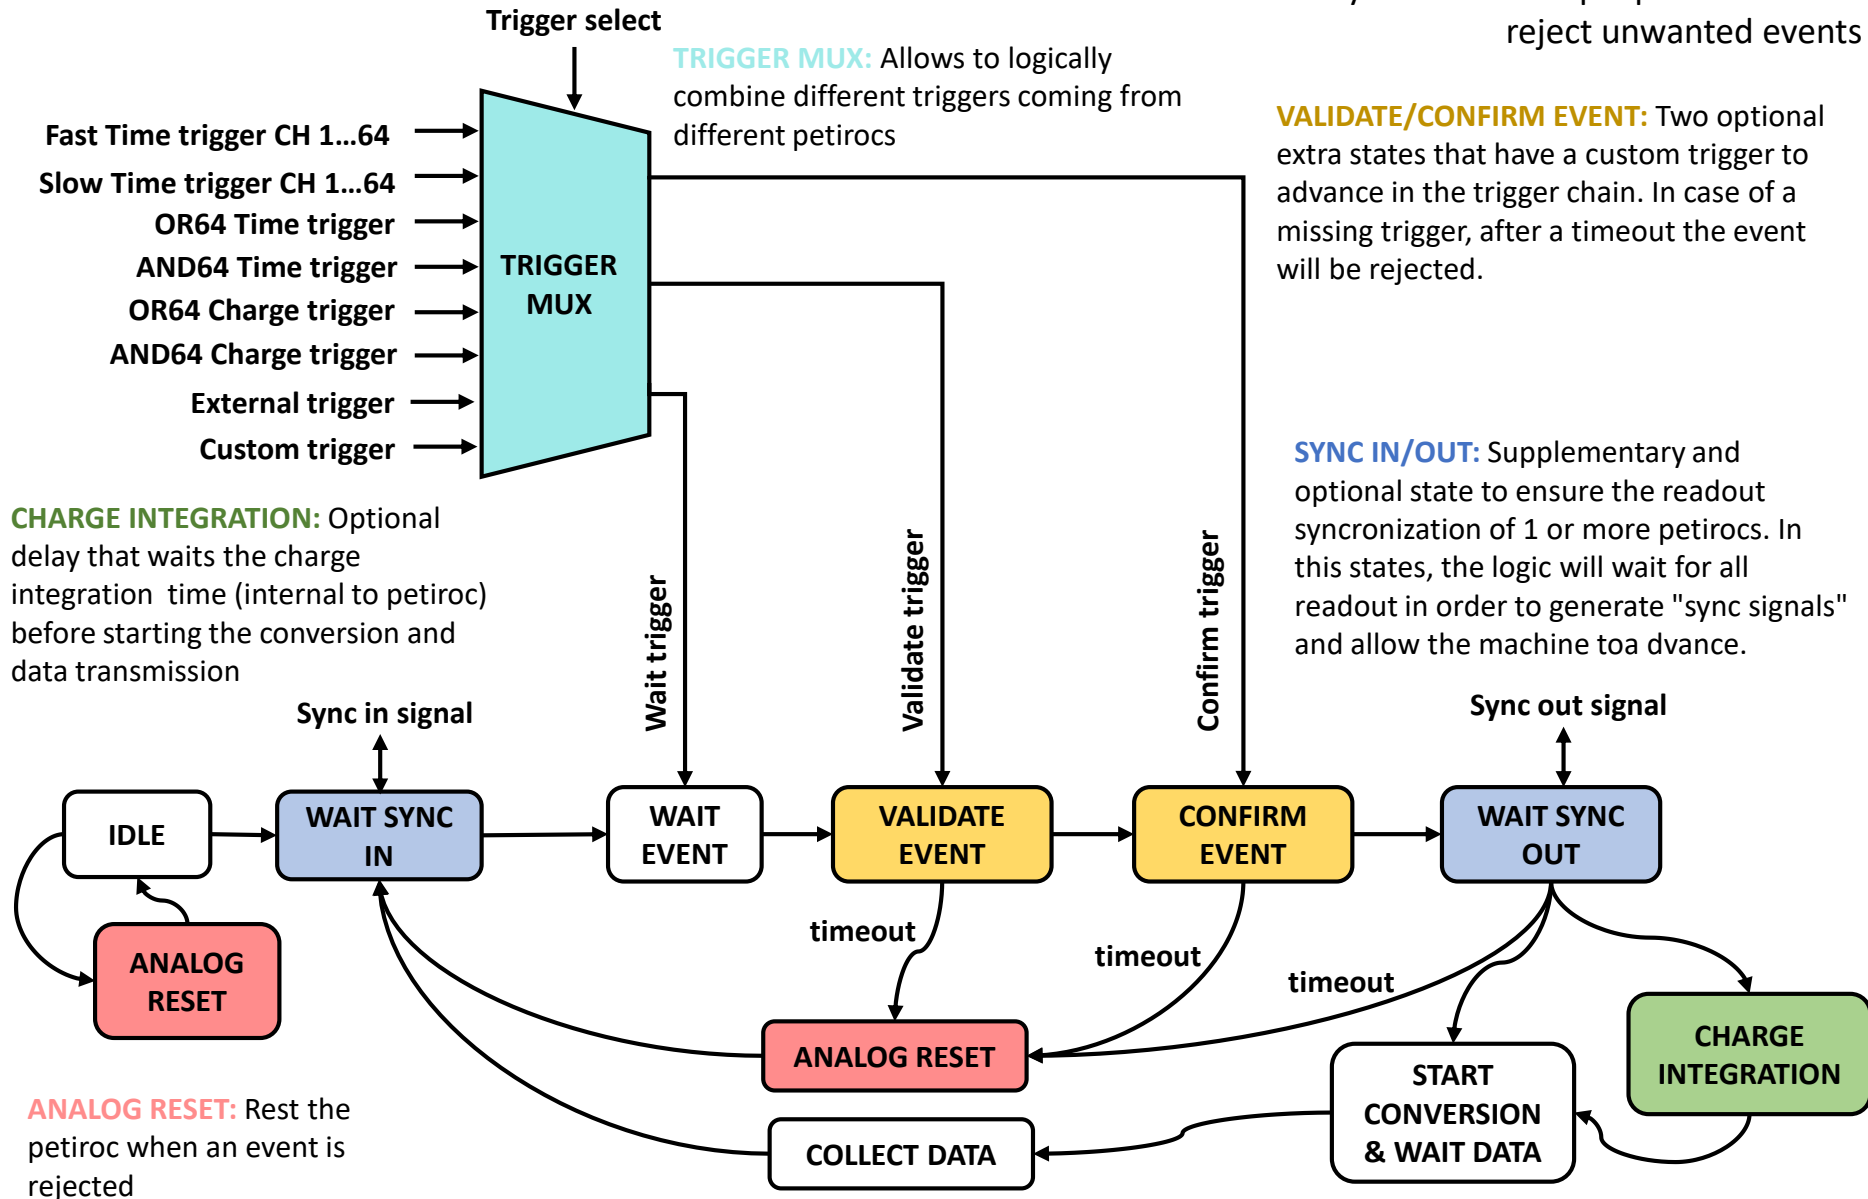 reject unwanted events
Trigger select
TRIGGER MUX: Allows to logically
combine different triggers coming from
different petirocs
VALIDATE/CONFIRM EVENT: Two optional
extra states that have a custom trigger to
advance in the trigger chain. In case of a
missing trigger, after a timeout the event
will be rejected.
Fast Time trigger CH 1...64
Slow Time trigger CH 1...64
OR64 Time trigger
AND64 Time trigger
OR64 Charge trigger
AND64 Charge trigger
External trigger
Custom trigger
TRIGGER
MUX
SYNC IN/OUT: Supplementary and
optional state to ensure the readout
syncronization of 1 or more petirocs. In
this states, the logic will wait for all
readout in order to generate "sync signals"
and allow the machine toa dvance.
CHARGE INTEGRATION: Optional
delay that waits the charge
integration time (internal to petiroc)
before starting the conversion and
data transmission
Wait trigger
Validate trigger
Confirm trigger
Sync in signal
Sync out signal
IDLE
WAIT SYNC
IN
WAIT
EVENT
VALIDATE
EVENT
CONFIRM
EVENT
WAIT SYNC
OUT
ANALOG
RESET
timeout
timeout
timeout
ANALOG RESET
CHARGE
INTEGRATION
START
CONVERSION
& WAIT DATA
COLLECT DATA
ANALOG RESET: Rest the
petiroc when an event is
rejected